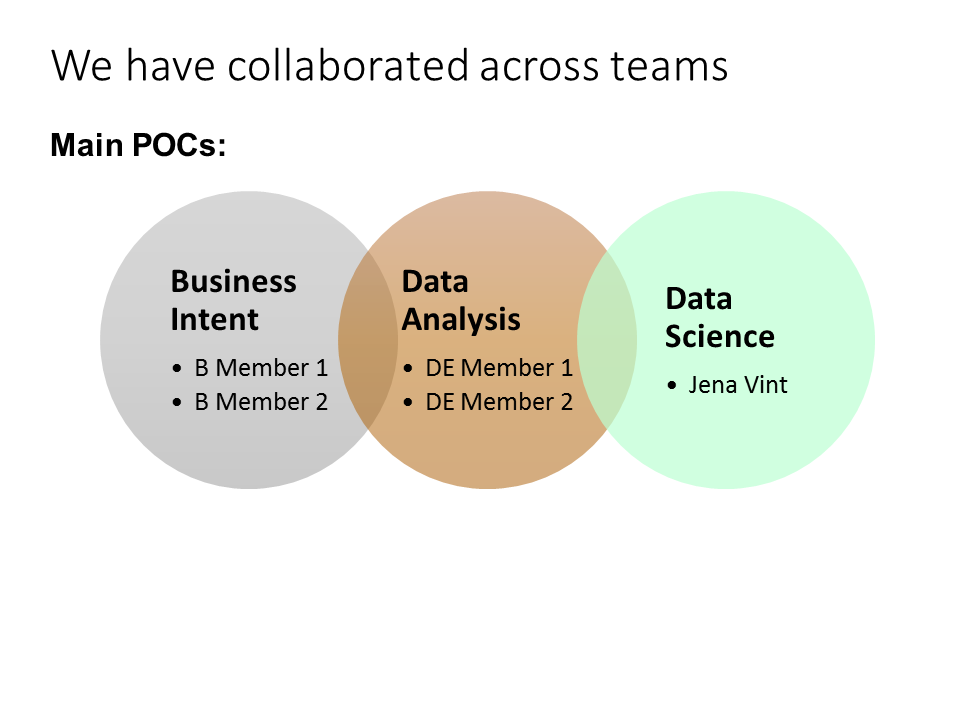 We have collaborated across teams
Main POCs:
Business
Intent
• B Member 1
• B Member 2
Data
Analysis
• DE Member 1
• DE Member 2
Data
Science
• Jena Vint